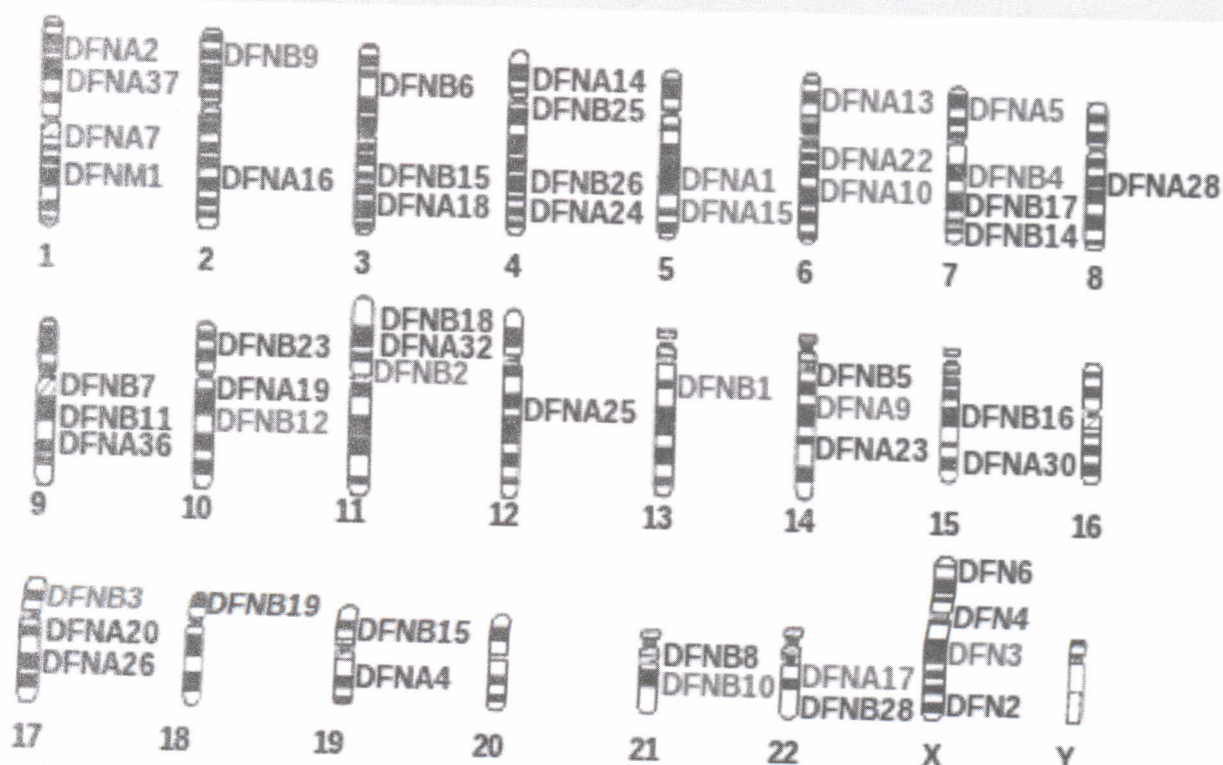 DFNA2
DFNA37
DFNA7
DFNM1
1
DFNB9
DFNA16
2
DFNB6
DFNB15
DFNA18
3
DFNA14
DFNB25
DFNB26
DFNA24
4
DFNA1
DFNA15
5
DFNA13
DFNA22
DFNA10
6
DFNA5
DFNB4
DFNB17
DFNB14
7
DFNA28
8
DFNB7
DFNB11
DFNA36
9
DFNB23
DFNA19
DFNB12
10
DFNB18
DFNA32
DFNB2
11
DFNA25
12
DFNB1
13
DFNB5
DFNA9
DFNA23
14
DFNB16
DFNA30
15
16
DFNB3
DFNA20
DFNA26
17
DFNB19
18
DFNB15
DFNA4
19
20
DFNB8
DFNB10
21
DFNA17
DFNB28
22
DFN6
DFN4
DFN3
DFN2
X
Y